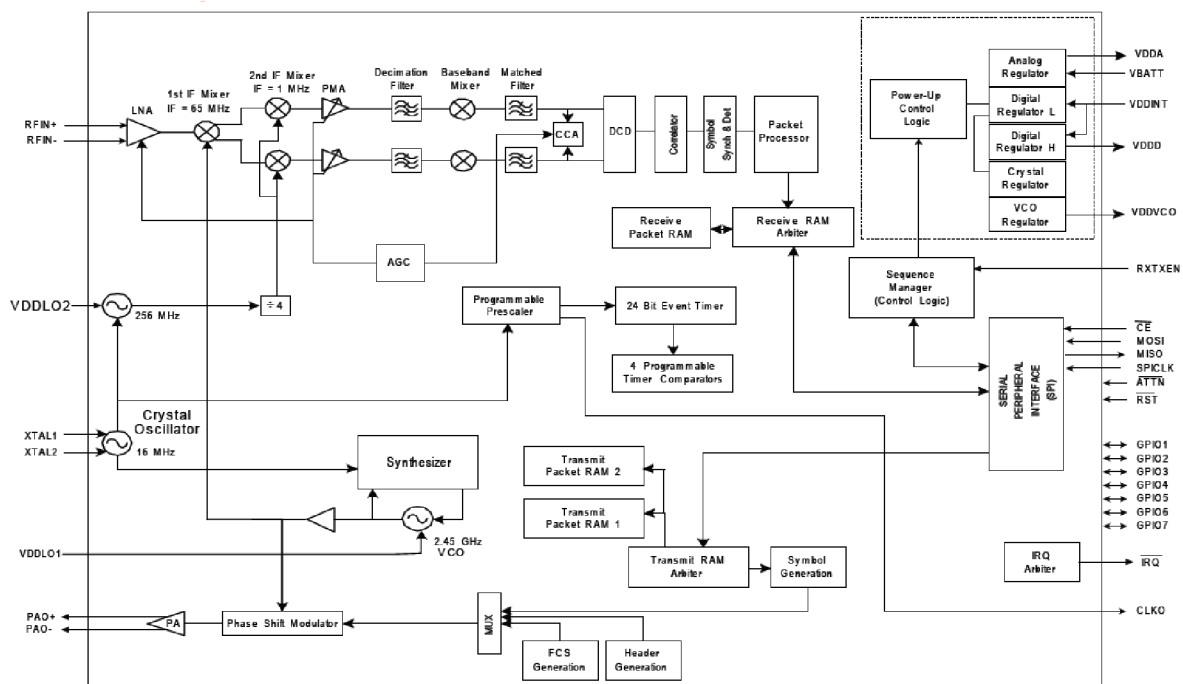 2nd IF Mixer
IF = 1 MHz
1st IF Mixer
IF = 65 MHz
PMA
Decimation
Filter
Baseband
Mixer
Matched
Filter
LNA
RFIN+
RFIN-
CCA
DCD
Correlator
Symbol
Synch & Det
Packet
Processor
Power-Up
Control
Logic
Analog
Regulator
Digital
Regulator L
Digital
Regulator H
Crystal
Regulator
VCO
Regulator
VDDA
VBATT
VDDINT
VDDD
VDDVCO
Receive
Packet RAM
Receive RAM
Arbiter
AGC
Sequence
Manager
(Control Logic)
RXTXEN
VDDLO2
256 MHz
÷4
Programmable
Prescaler
24 Bit Event Timer
4 Programmable
Timer Comparators
SERIAL
PERIPHERAL
INTERFACE
(SPI)
CE
MOSI
MISO
SPICLK
ATTN
RST
Crystal
Oscillator
XTAL1
XTAL2
16 MHz
Synthesizer
2.45 GHz
VCO
VDDLO1
Transmit
Packet RAM 2
Transmit
Packet RAM 1
Transmit RAM
Arbiter
Symbol
Generation
GPIO1
GPIO2
GPIO3
GPIO4
GPIO5
GPIO6
GPIO7
IRQ
Arbiter
IRQ
CLKO
PAO+
PAO-
PA
Phase Shift Modulator
MUX
FCS
Generation
Header
Generation